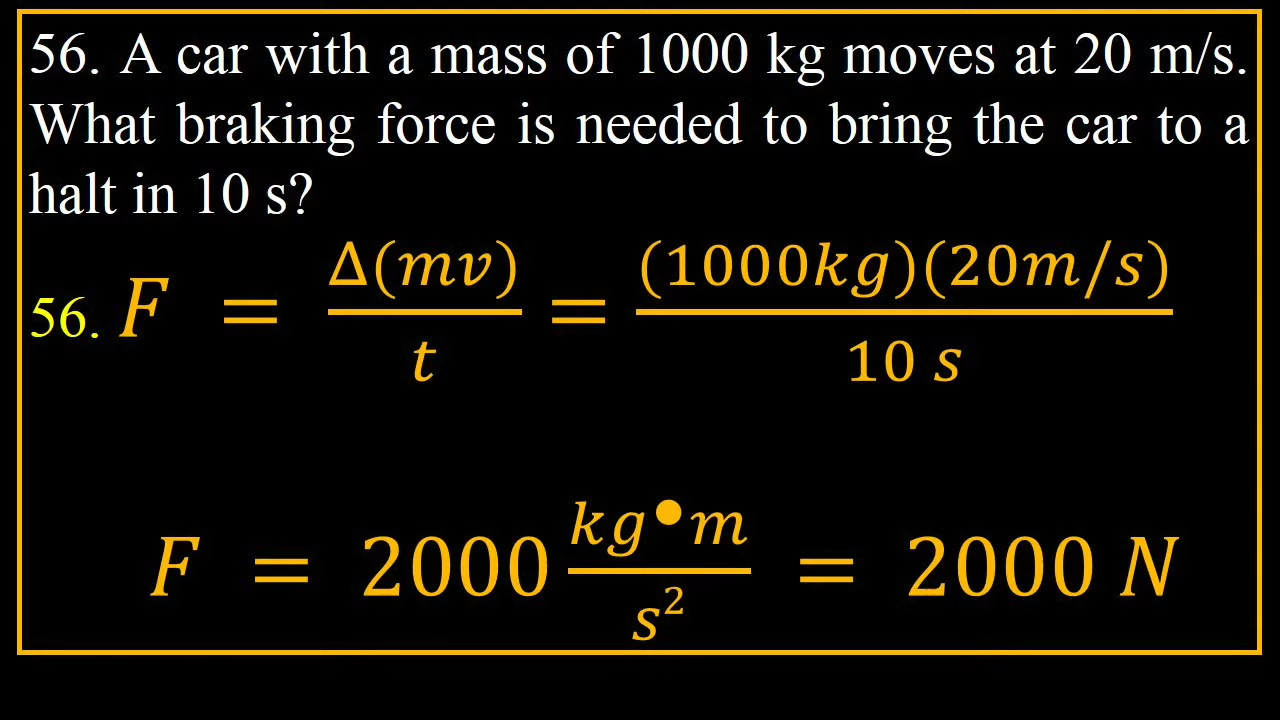 56. A car with a mass of 1000 kg moves at 20 m/s.
What braking force is needed to bring the car to a
halt in 10 s?
56. F = Δ(mv)/t = (1000kg)(20m/s)/10 s
F = 2000 kg•m/s² = 2000 N